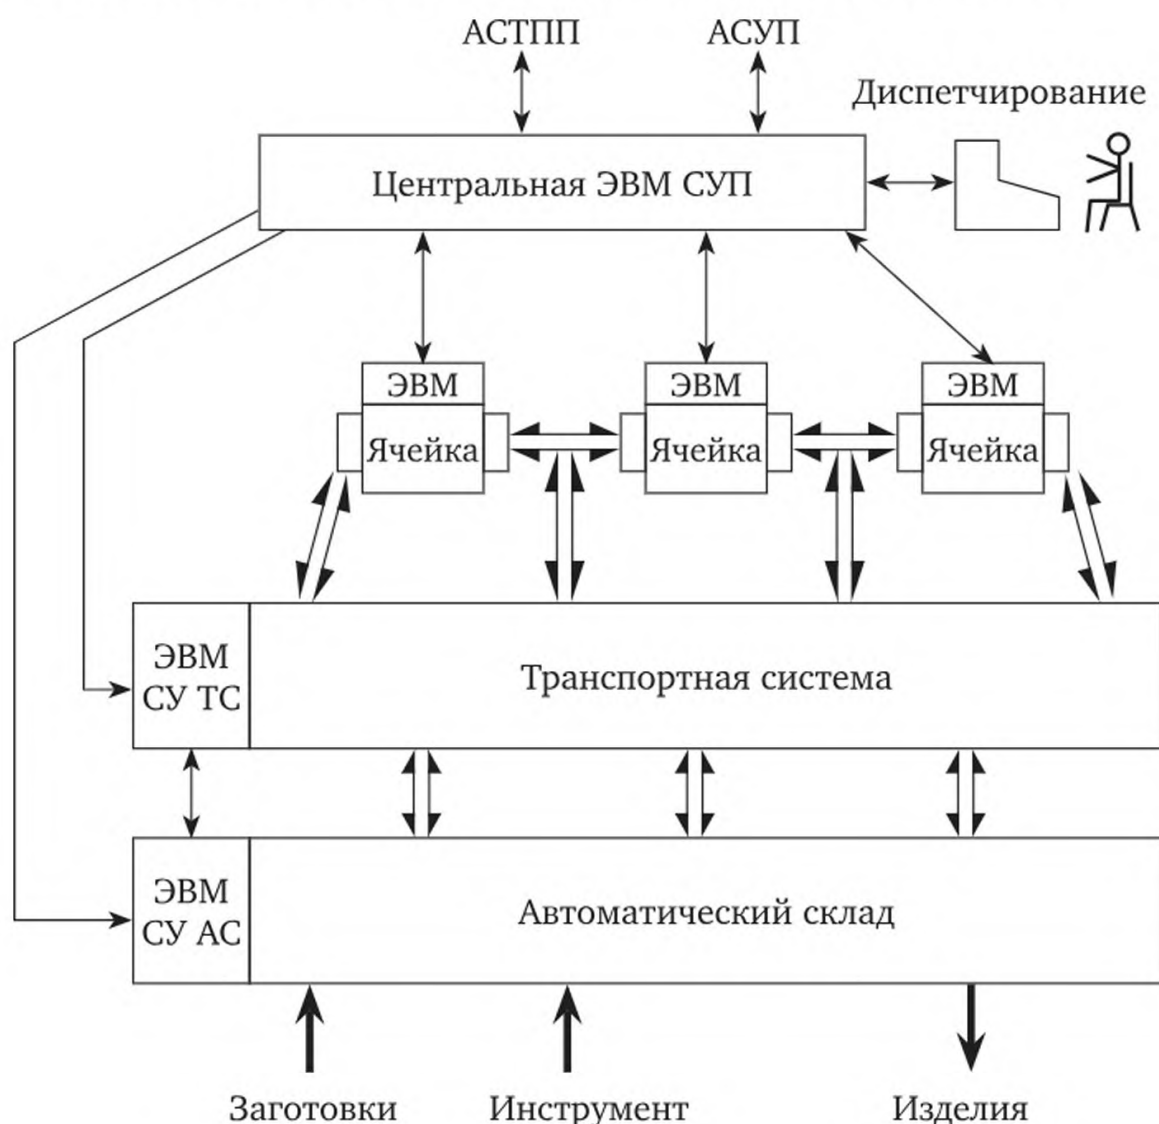 АСТПП
АСУП
Диспетчирование
Центральная ЭВМ СУП
ЭВМ
ЭВМ
ЭВМ
Ячейка
Ячейка
Ячейка
ЭВМ
СУ ТС
Транспортная система
ЭВМ
СУ АС
Автоматический склад
Заготовки
Инструмент
Изделия